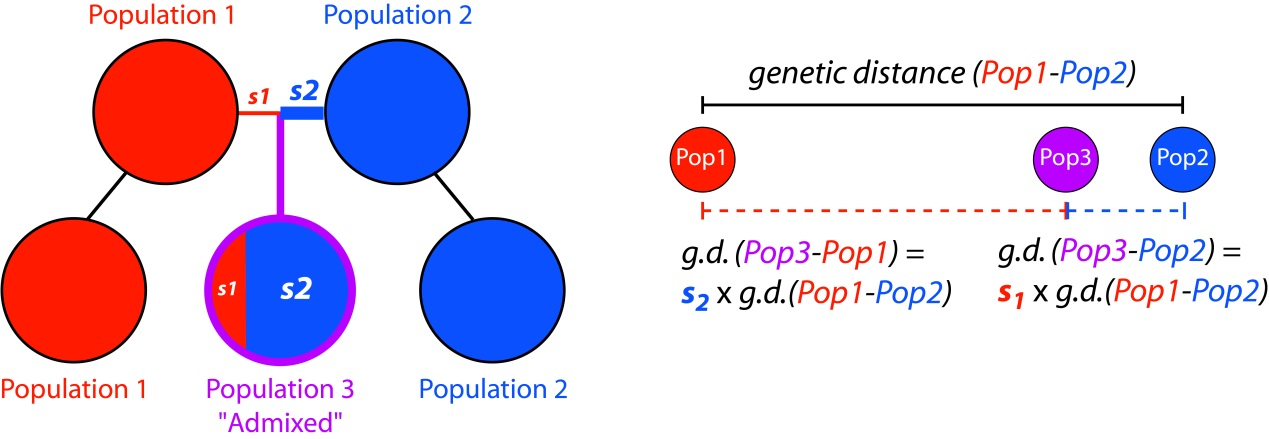 Population 1
Population 2
s1
s2
s1
s2
Population 1
Population 3
"Admixed"
Population 2
genetic distance (Pop1-Pop2)
Pop1
Pop3
Pop2
g.d. (Pop3-Pop1) =
s2 x g.d.(Pop1-Pop2)
g.d. (Pop3-Pop2) =
s1 x g.d.(Pop1-Pop2)